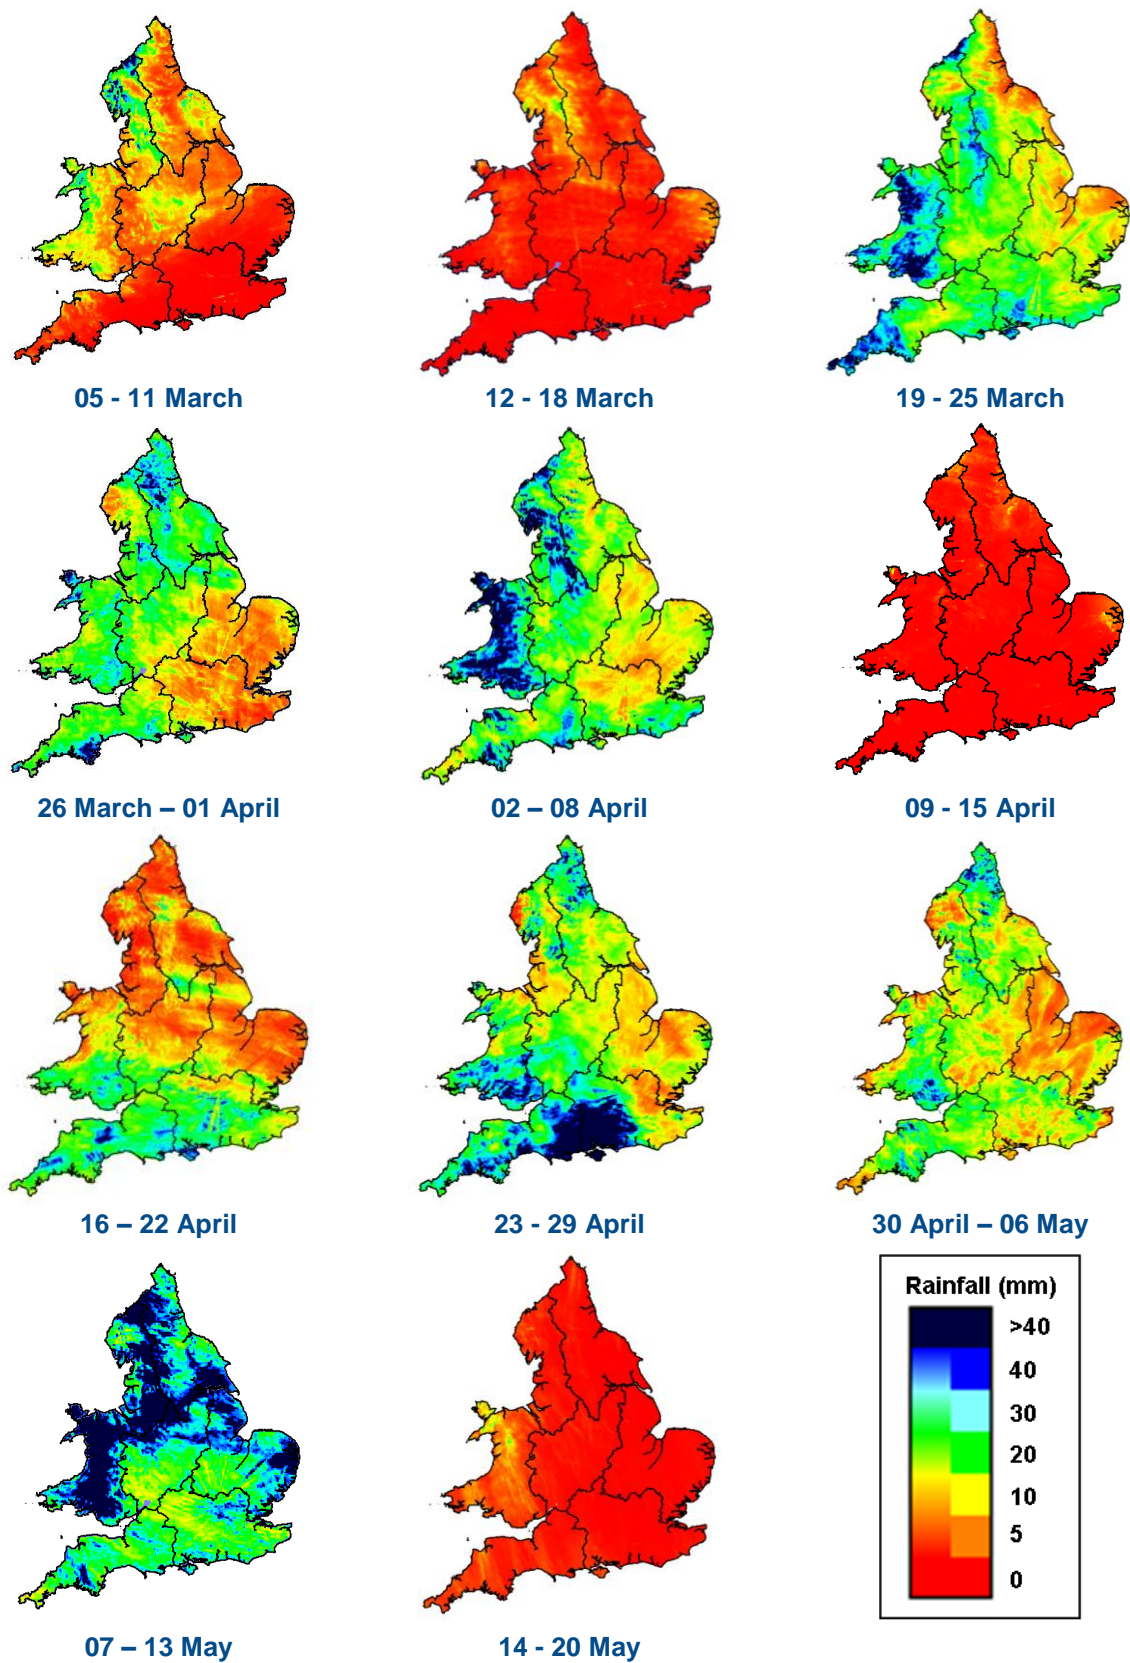 05 - 11 March
12 - 18 March
19 - 25 March
26 March – 01 April
02 – 08 April
09 - 15 April
16 – 22 April
23 - 29 April
30 April – 06 May
Rainfall (mm)
>40
40
30
20
10
5
0
07 – 13 May
14 - 20 May